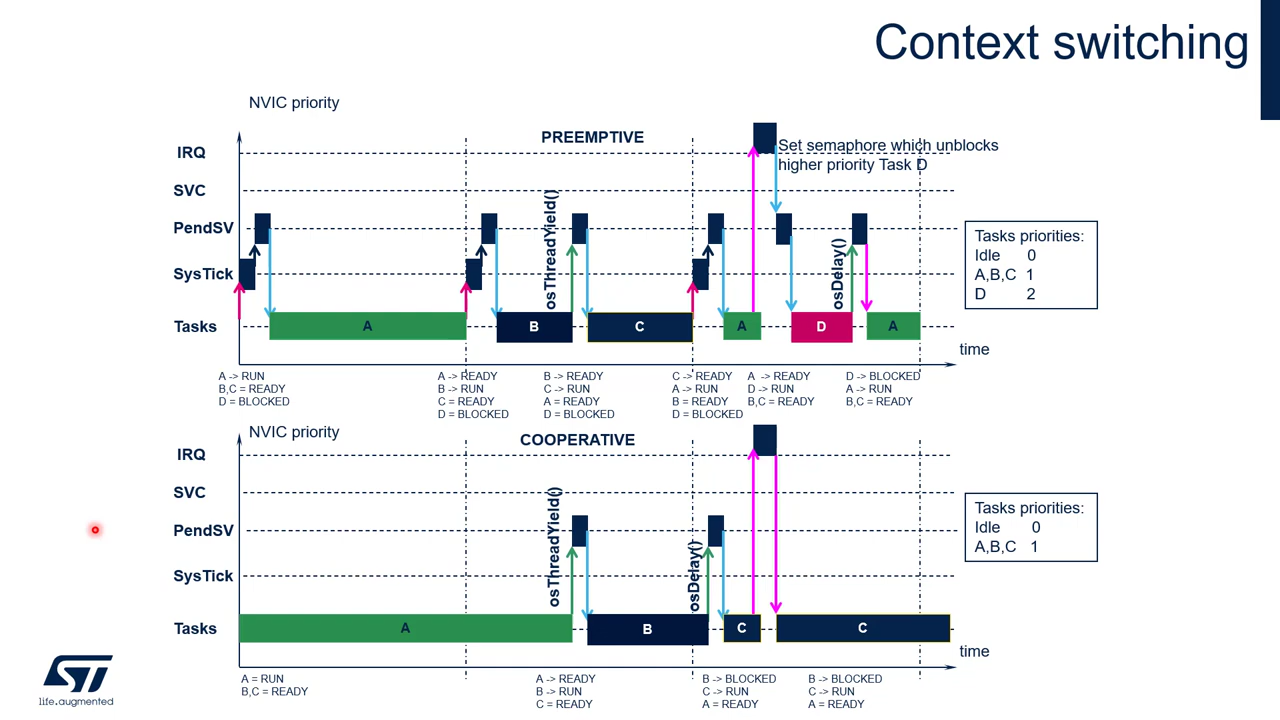 Context switching
NVIC priority
PREEMPTIVE
IRQ
Set semaphore which unblocks
higher priority Task D
SVC
PendSV
SysTick
Tasks
osThreadYield()
osDelay()
A
B
C
A
D
A
time
Tasks priorities:
Idle 0
A,B,C 1
D 2
A -> RUN
B,C = READY
D = BLOCKED
A -> READY
B -> RUN
C = READY
D = BLOCKED
B -> READY
C -> RUN
A = READY
D = BLOCKED
C -> READY
A -> RUN
B = READY
D = BLOCKED
A -> READY
D -> RUN
B,C = READY
D -> BLOCKED
A -> RUN
B,C = READY
NVIC priority
COOPERATIVE
IRQ
SVC
PendSV
SysTick
Tasks
osThreadYield()
osDelay()
A
B
C
C
time
Tasks priorities:
Idle 0
A,B,C 1
A = RUN
B,C = READY
A -> READY
B -> RUN
C = READY
B -> BLOCKED
C -> RUN
A = READY
B -> BLOCKED
C -> RUN
A = READY
ST
life.augmented